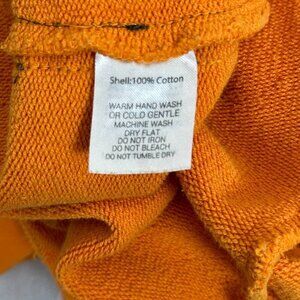 Shell:100% Cotton
WARM HAND WASH
OR COLD GENTLE
MACHINE WASH
DRY FLAT
DO NOT IRON
DO NOT BLEACH
DO NOT TUMBLE DRY